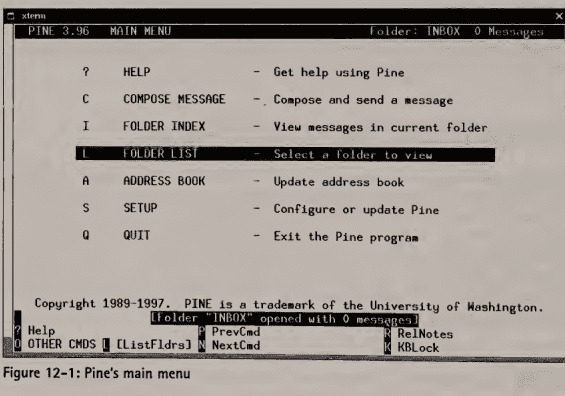 xterm
PINE 3.96 MAIN MENU Folder: INBOX 0 Messages
? HELP - Get help using Pine
C COMPOSE MESSAGE - Compose and send a message
I FOLDER INDEX - View messages in current folder
L FOLDER LIST - Select a folder to view
A ADDRESS BOOK - Update address book
S SETUP - Configure or update Pine
Q QUIT - Exit the Pine program
Copyright 1989-1997. PINE is a trademark of the University of Washington.
[Folder "INBOX" opened with 0 messages]
? Help P PrevCmd R RelNotes
O OTHER CMDS L [ListFldrs] N NextCmd K KBLock
Figure 12-1: Pine's main menu